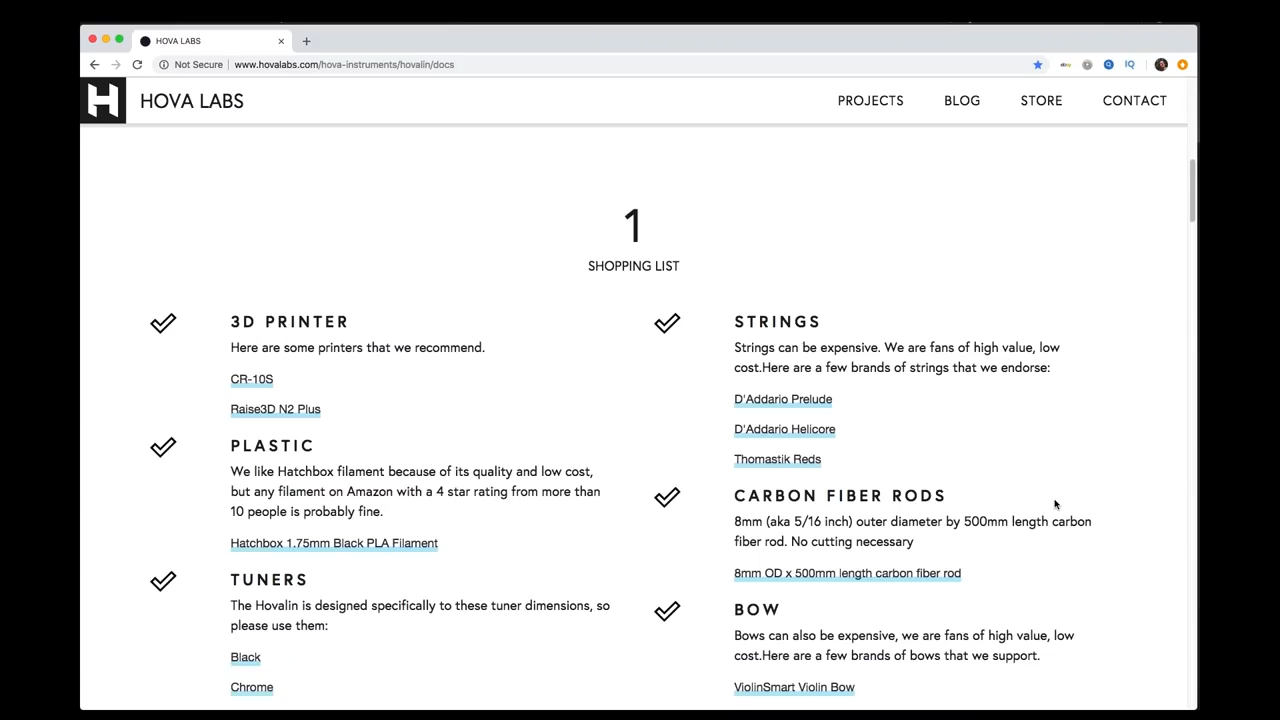 HOVA LABS
Not Secure | www.hovalabs.com/hova-instruments/hovalin/docs
IQ
H HOVA LABS
PROJECTS BLOG STORE CONTACT
1
SHOPPING LIST
3D PRINTER
Here are some printers that we recommend.
CR-10S
Raise3D N2 Plus
PLASTIC
We like Hatchbox filament because of its quality and low cost,
but any filament on Amazon with a 4 star rating from more than
10 people is probably fine.
Hatchbox 1.75mm Black PLA Filament
TUNERS
The Hovalin is designed specifically to these tuner dimensions, so
please use them:
Black
Chrome
STRINGS
Strings can be expensive. We are fans of high value, low
cost.Here are a few brands of strings that we endorse:
D'Addario Prelude
D'Addario Helicore
Thomastik Reds
CARBON FIBER RODS
8mm (aka 5/16 inch) outer diameter by 500mm length carbon
fiber rod. No cutting necessary
8mm OD x 500mm length carbon fiber rod
BOW
Bows can also be expensive, we are fans of high value, low
cost.Here are a few brands of bows that we support.
ViolinSmart Violin Bow